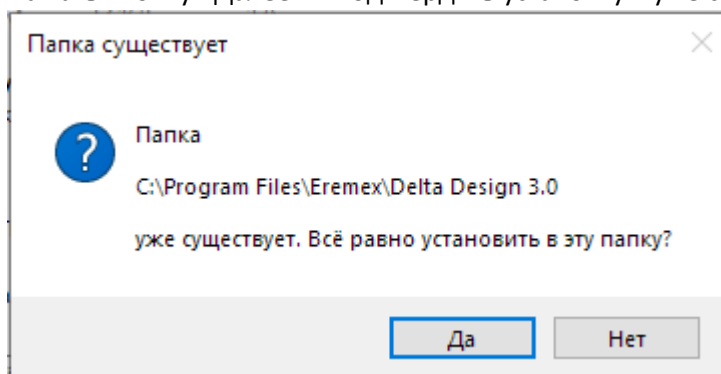 Папка существует
Папка
C:\Program Files\Eremex\Delta Design 3.0
уже существует. Всё равно установить в эту папку?
Да
Нет